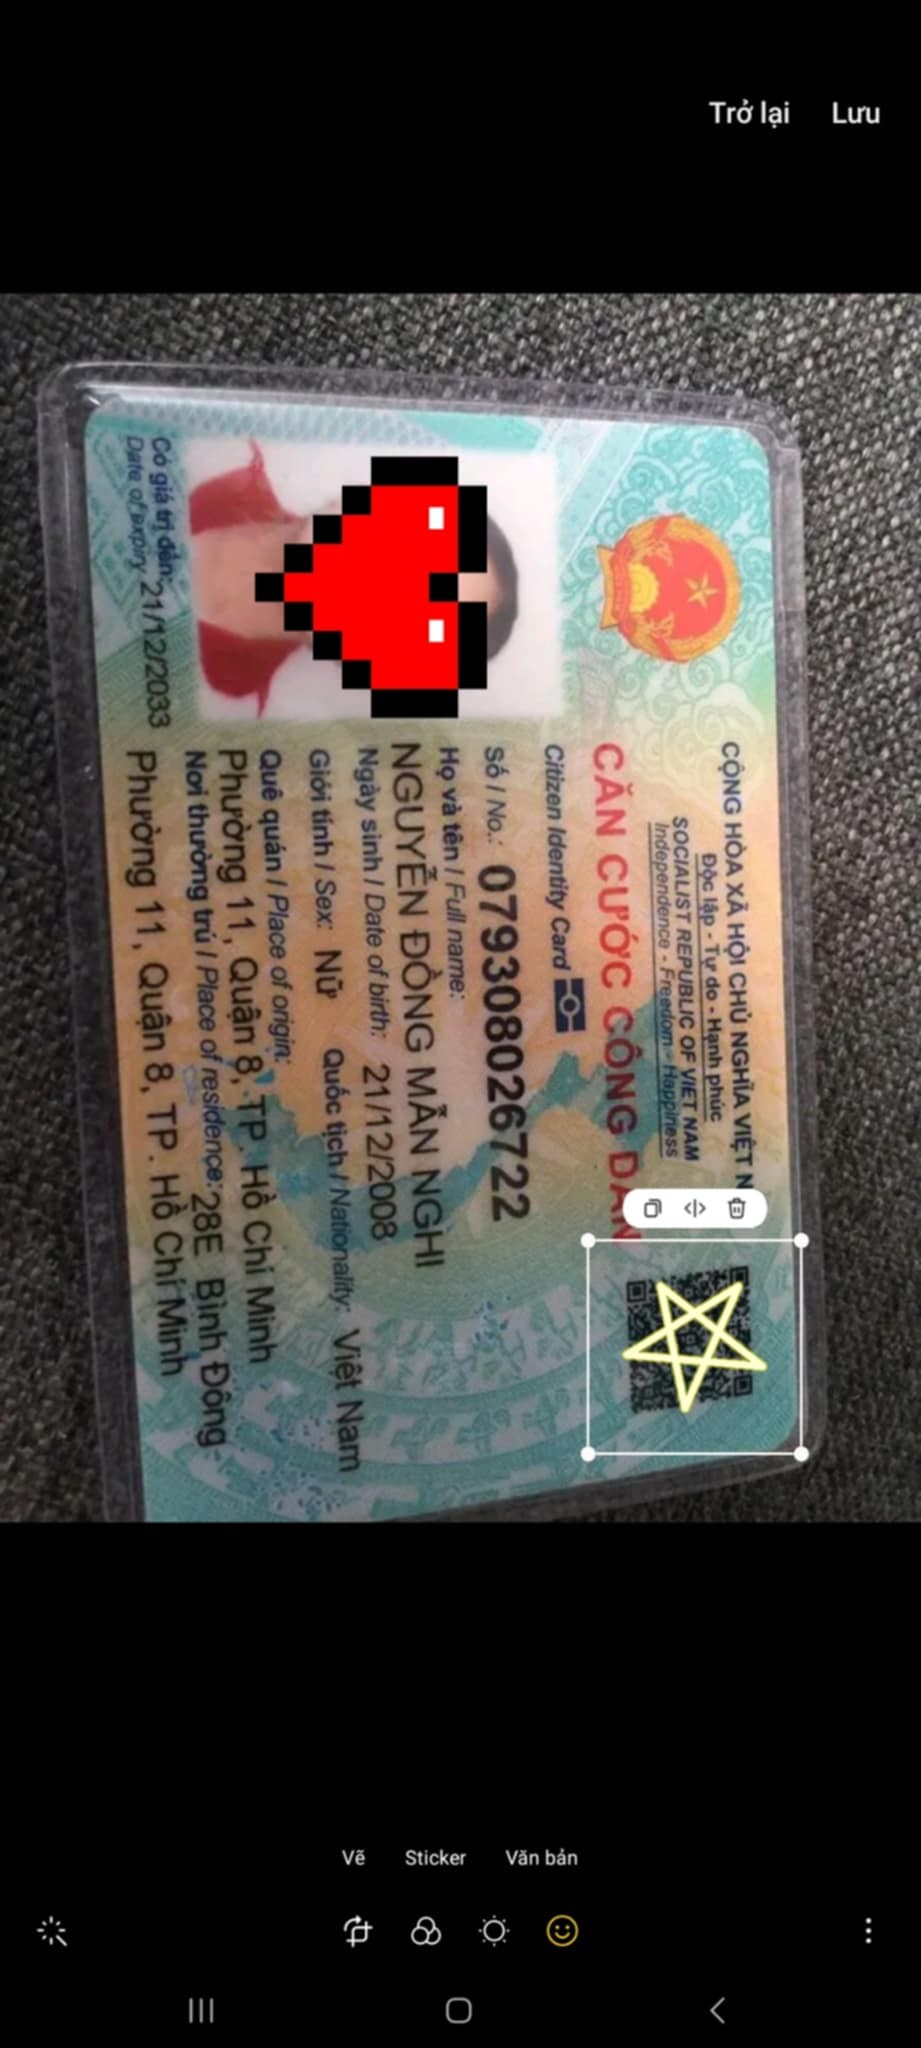 Trở lại Lưu
CỘNG HÒA XÃ HỘI CHỦ NGHĨA VIỆT N
Độc lập - Tự do - Hạnh phúc
SOCIALIST REPUBLIC OF VIET NAM
Independence - Freedom - Happiness
CĂN CƯỚC CÔNG DÂN
Citizen Identity Card
Số / No.: 079308026722
Họ và tên / Full name:
NGUYỄN ĐỒNG MẪN NGHI
Ngày sinh / Date of birth: 21/12/2008
Giới tính / Sex: Nữ Quốc tịch / Nationality: Việt Nam
Quê quán / Place of origin:
Phường 11, Quận 8, TP. Hồ Chí Minh
Nơi thường trú / Place of residence: 28E Bình Đông
Phường 11, Quận 8, TP. Hồ Chí Minh
Có giá trị đến: 21/12/2033
Date of expiry
Vẽ Sticker Văn bản